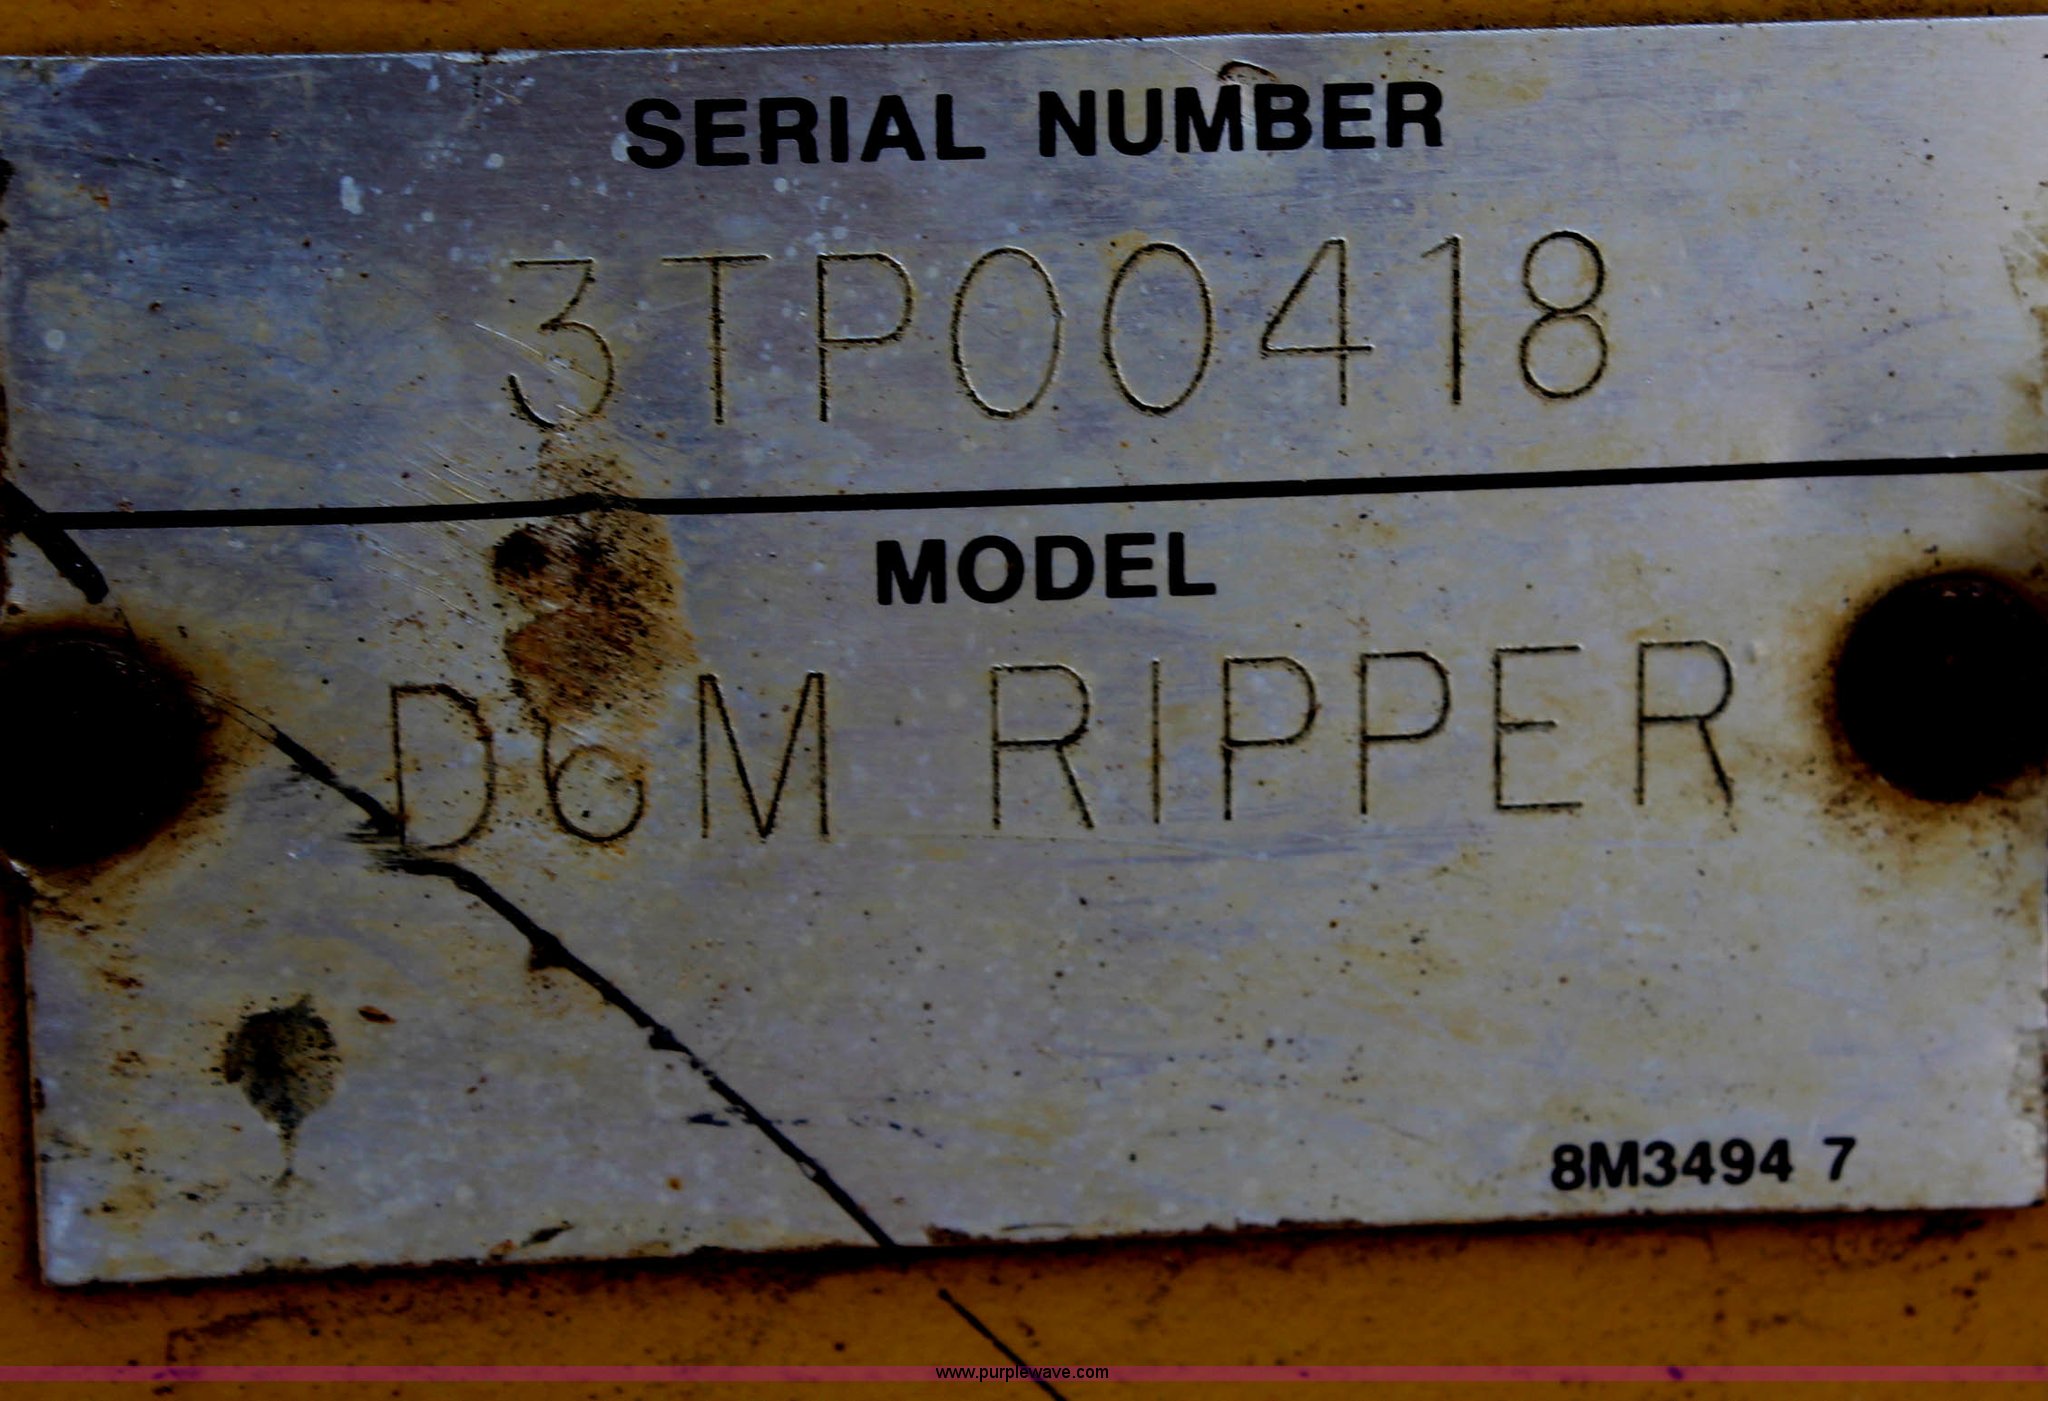 SERIAL NUMBER
3TP00418
MODEL
D6M RIPPER
8M3494 7
www.purplewave.com